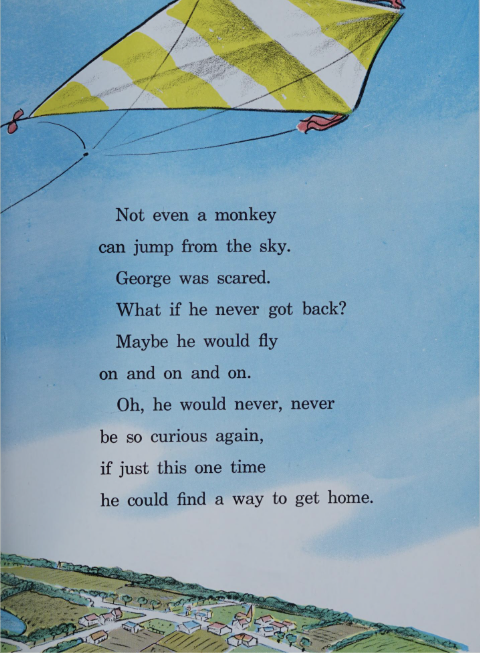 Not even a monkey
can jump from the sky.
George was scared.
What if he never got back?
Maybe he would fly
on and on and on.
Oh, he would never, never
be so curious again,
if just this one time
he could find a way to get home.